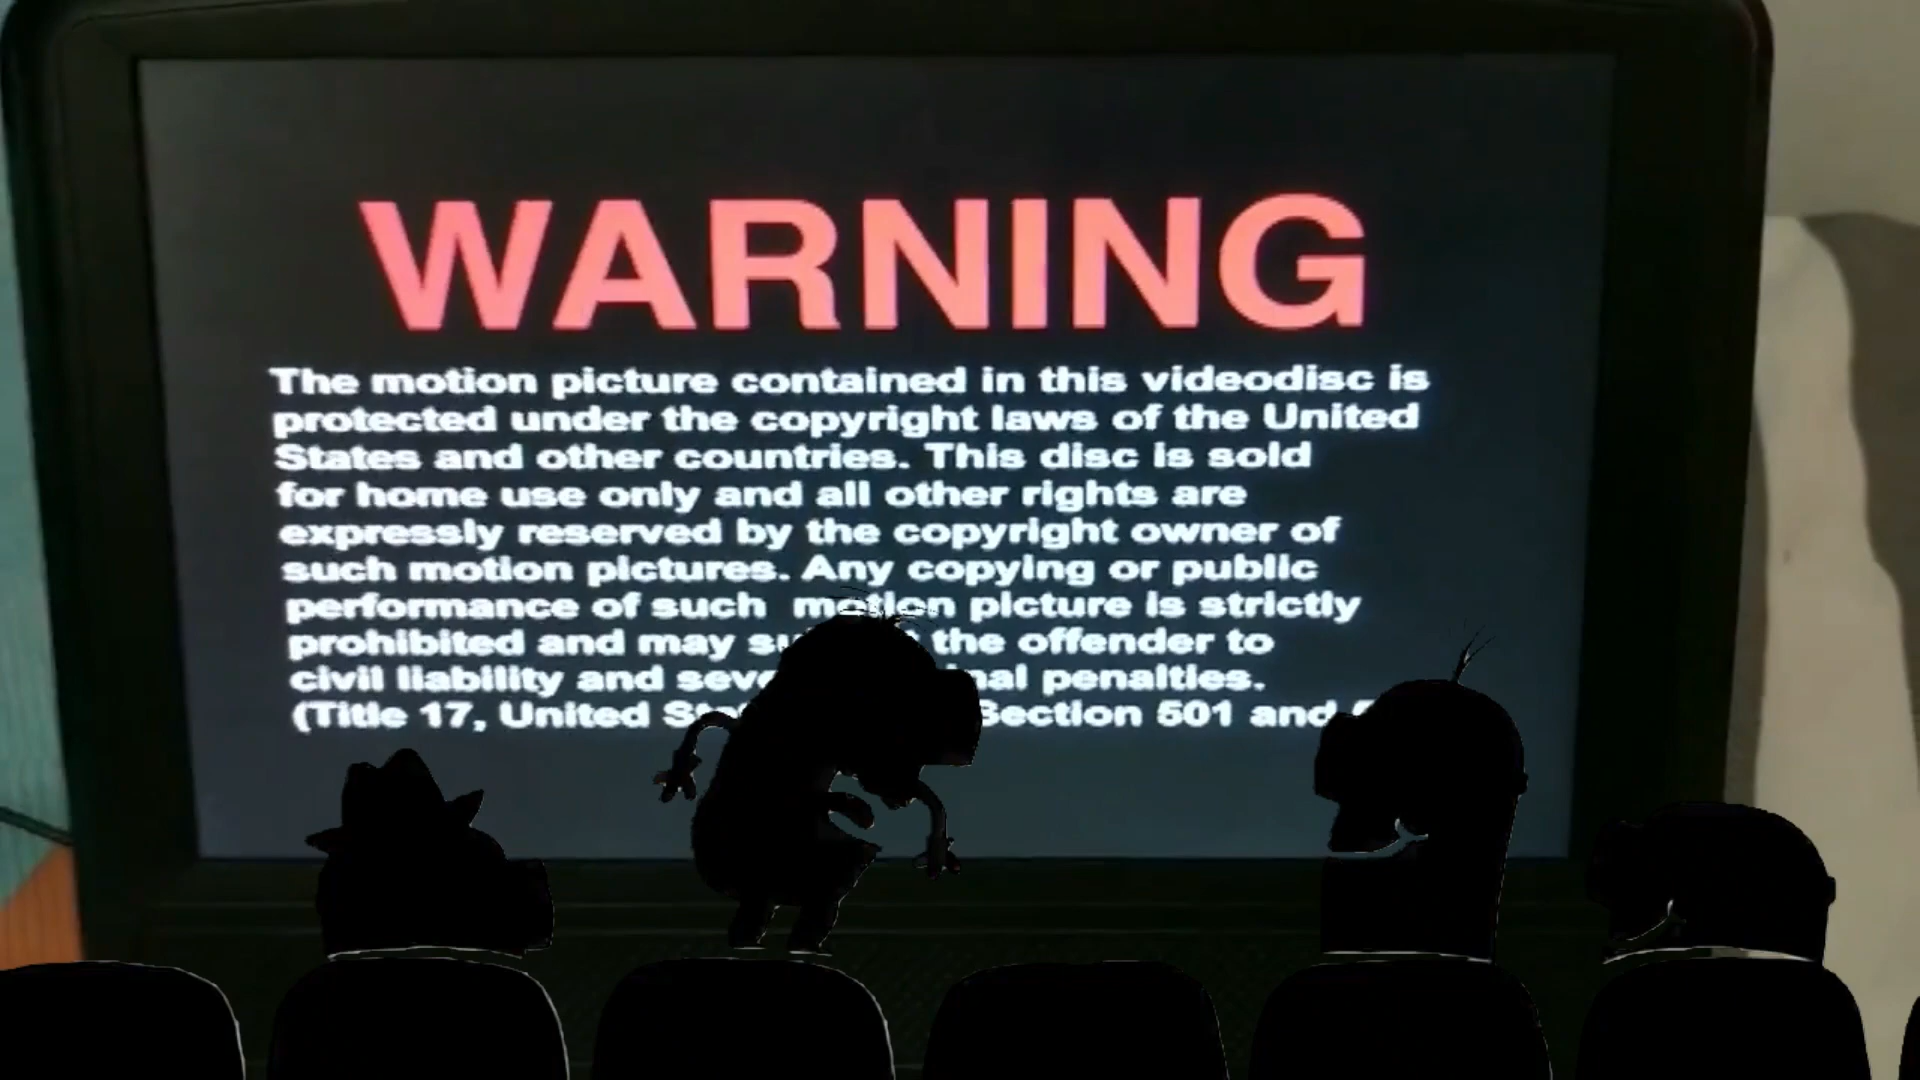 WARNING
The motion picture contained in this videodisc is
protected under the copyright laws of the United
States and other countries. This disc is sold
for home use only and all other rights are
expressly reserved by the copyright owner of
such motion pictures. Any copying or public
performance of such motion picture is strictly
prohibited and may the offender to
civil liability and penalties.
(Title 17, United Section 501 and